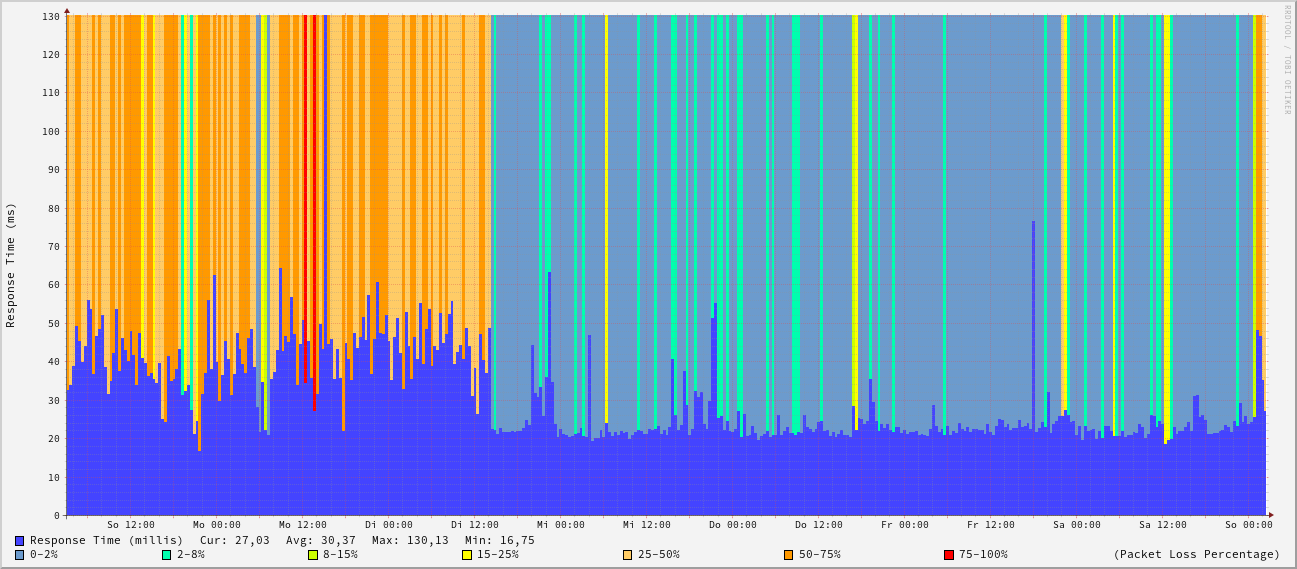 RRDTOOL / TOBI OETIKER
Response Time (ms)
130
120
110
100
90
80
70
60
50
40
30
20
10
0
So 12:00 Mo 00:00 Mo 12:00 Di 00:00 Di 12:00 Mi 00:00 Mi 12:00 Do 00:00 Do 12:00 Fr 00:00 Fr 12:00 Sa 00:00 Sa 12:00 So 00:00
Response Time (millis) Cur: 27,03 Avg: 30,37 Max: 130,13 Min: 16,75
0-2% 2-8% 8-15% 15-25% 25-50% 50-75% 75-100% (Packet Loss Percentage)